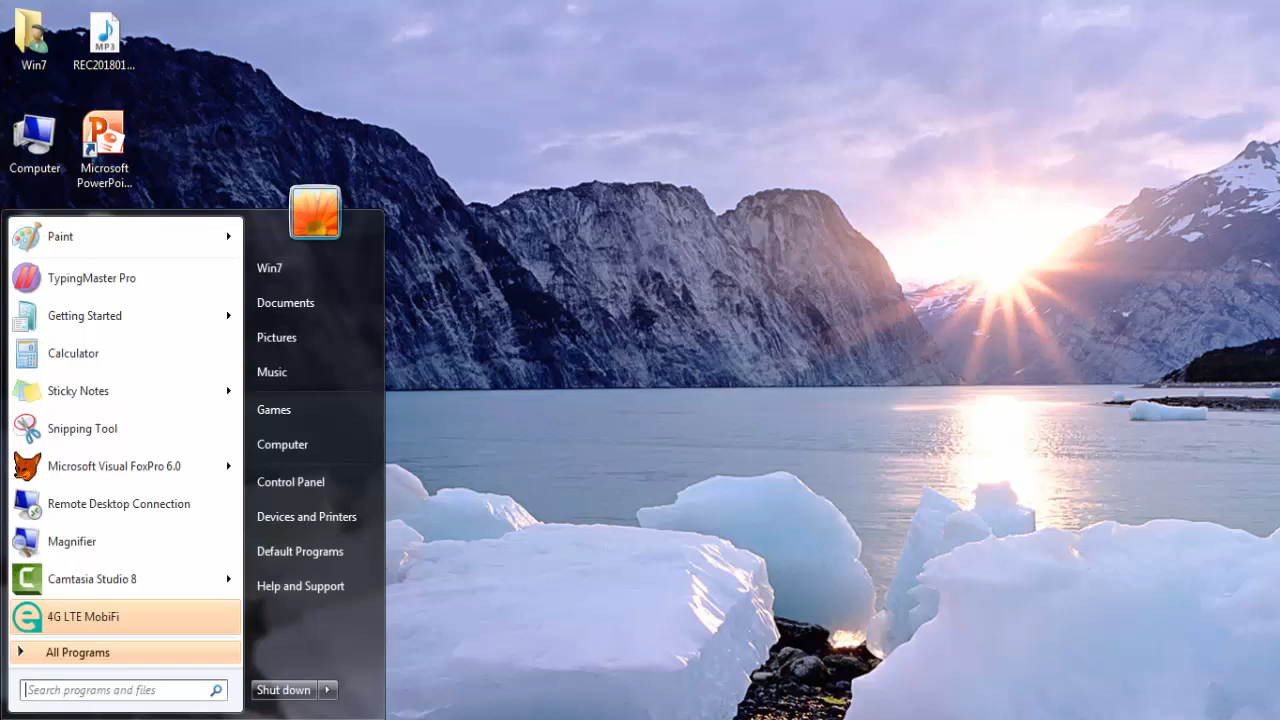 Win7
REC201801...
MP3
Computer
Microsoft
PowerPoi...
Paint
TypingMaster Pro
Getting Started
Calculator
Sticky Notes
Snipping Tool
Microsoft Visual FoxPro 6.0
Remote Desktop Connection
Magnifier
Camtasia Studio 8
4G LTE MobiFi
All Programs
Search programs and files
Win7
Documents
Pictures
Music
Games
Computer
Control Panel
Devices and Printers
Default Programs
Help and Support
Shut down